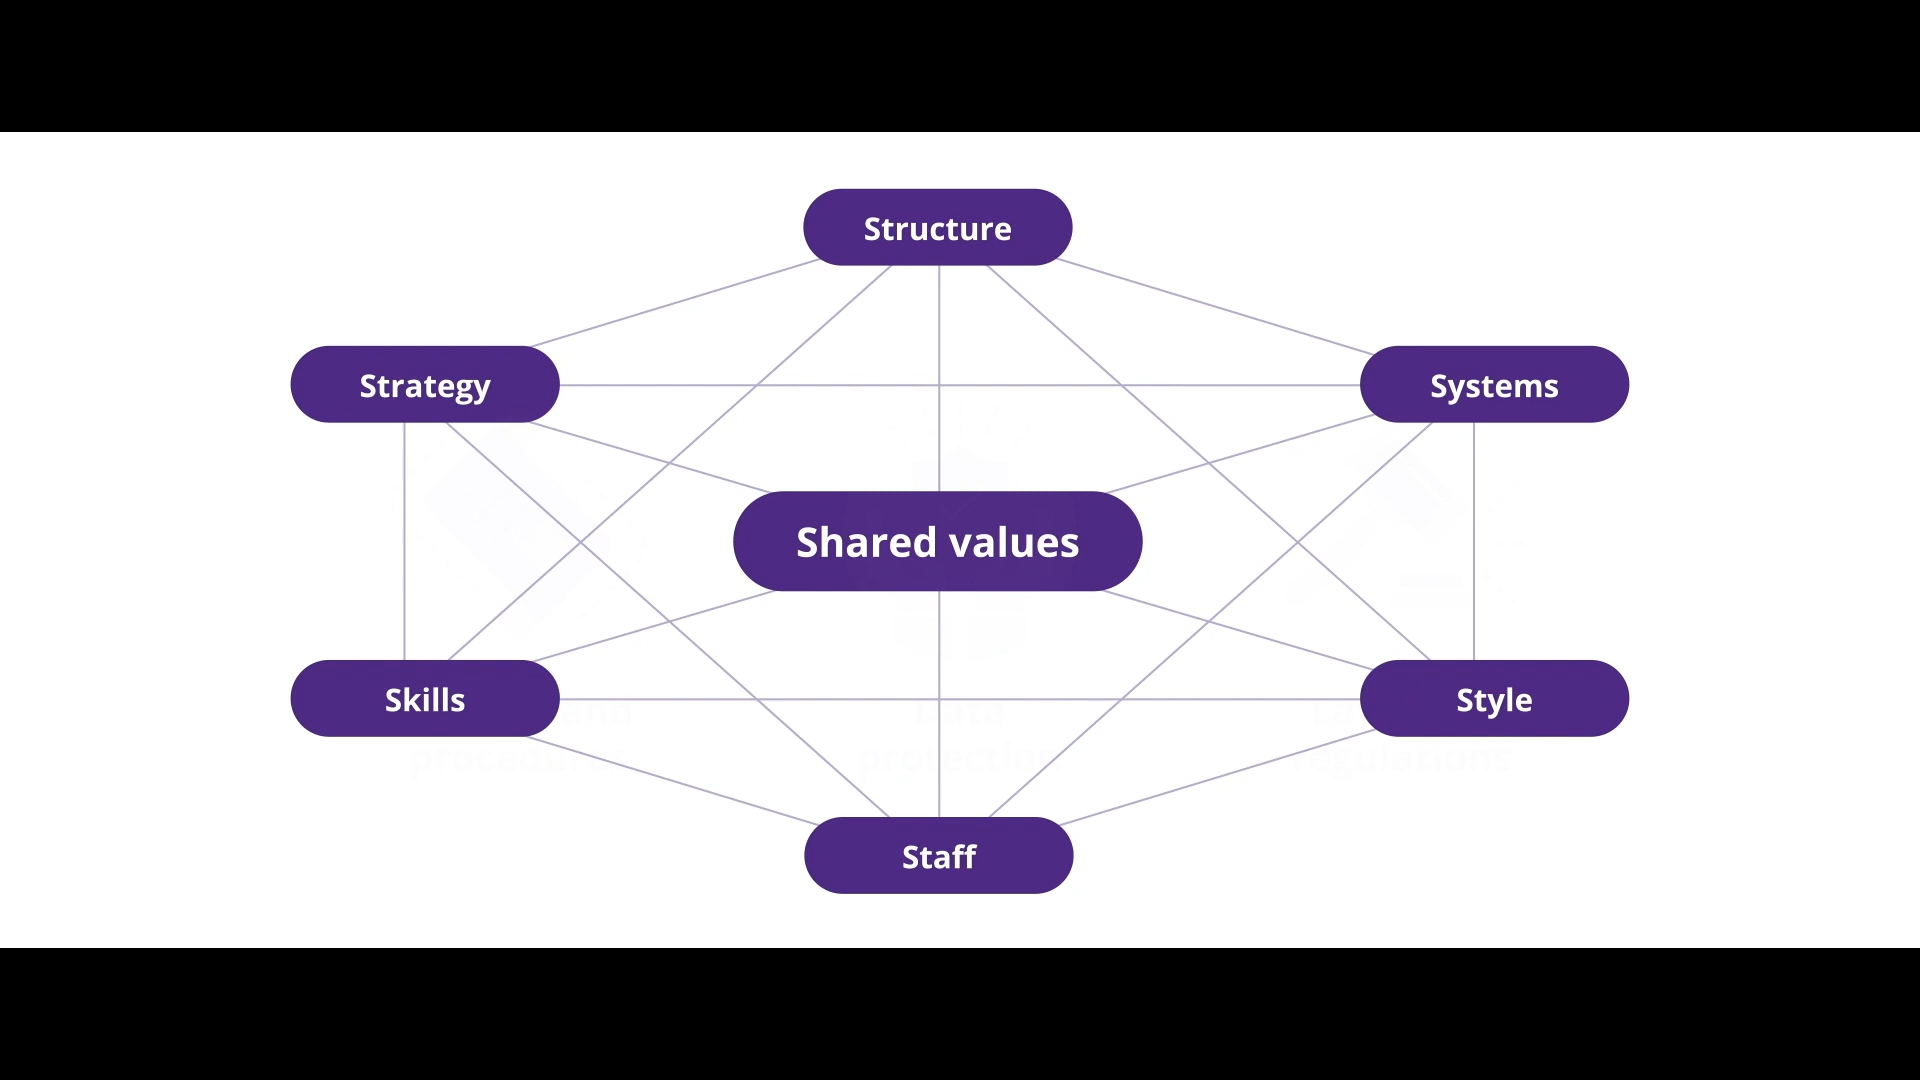 Structure
Strategy
Systems
Shared values
Skills
Style
Staff